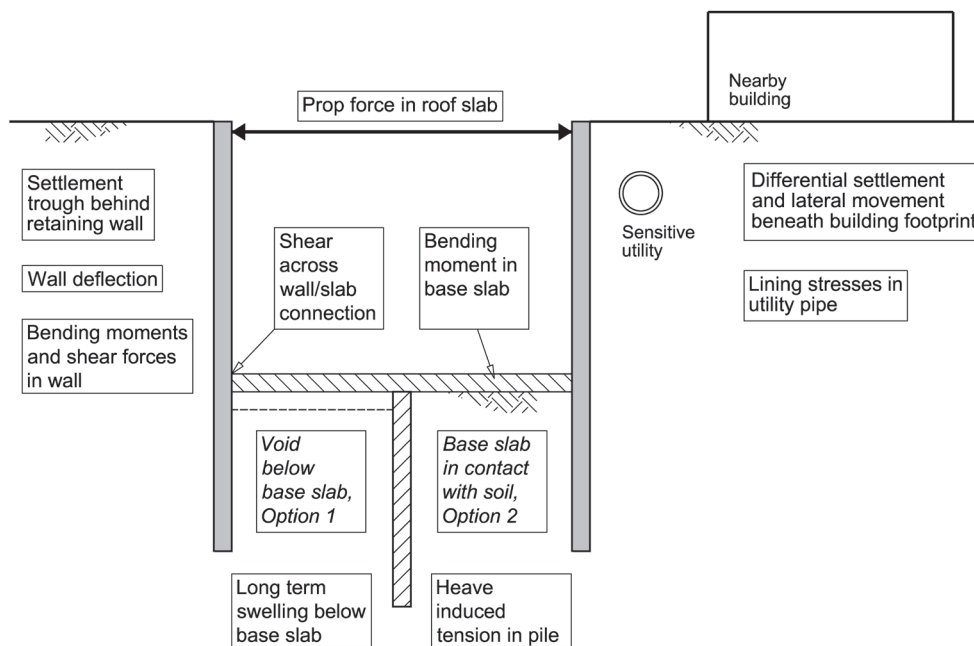 Nearby
building
Prop force in roof slab
Settlement
trough behind
retaining wall
Wall deflection
Bending moments
and shear forces
in wall
Shear
across
wall/slab
connection
Bending
moment in
base slab
Sensitive
utility
Differential settlement
and lateral movement
beneath building footprint
Lining stresses in
utility pipe
Void
below
base slab,
Option 1
Base slab
in contact
with soil,
Option 2
Long term
swelling below
base slab
Heave
induced
tension in pile